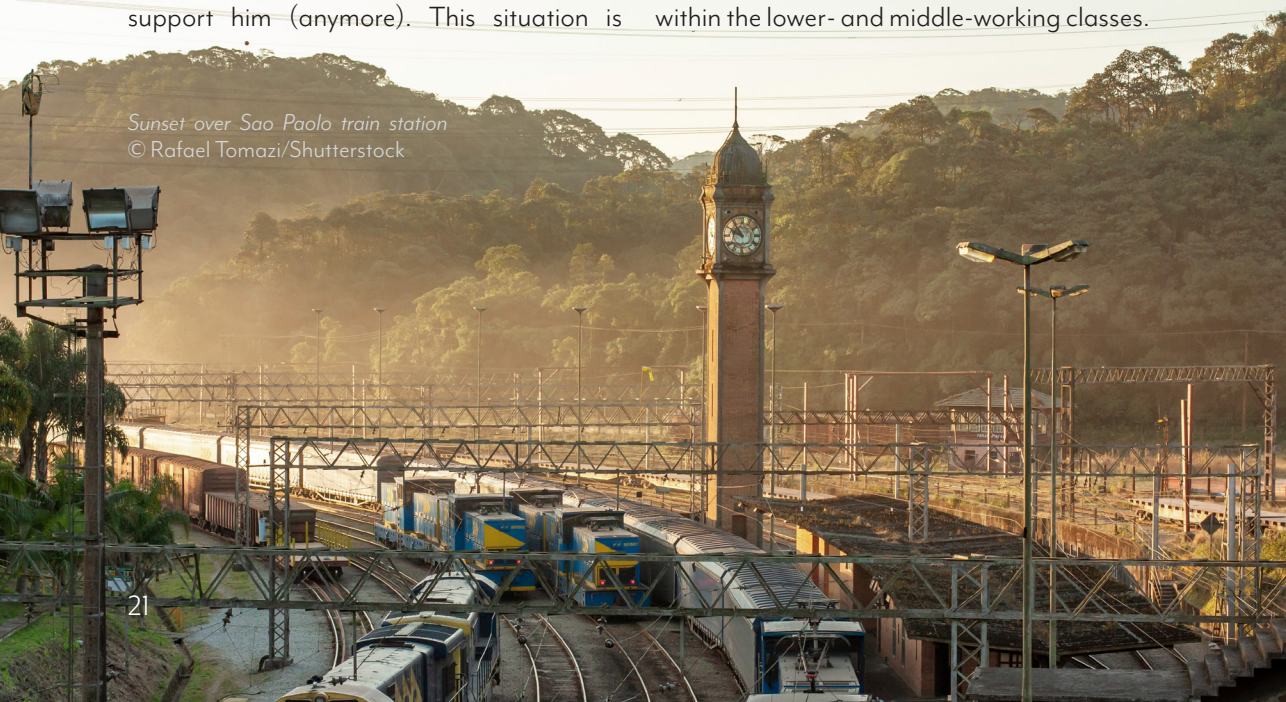 support him (anymore). This situation is
within the lower- and middle-working classes.
Sunset over Sao Paolo train station
© Rafael Tomazi/Shutterstock
21